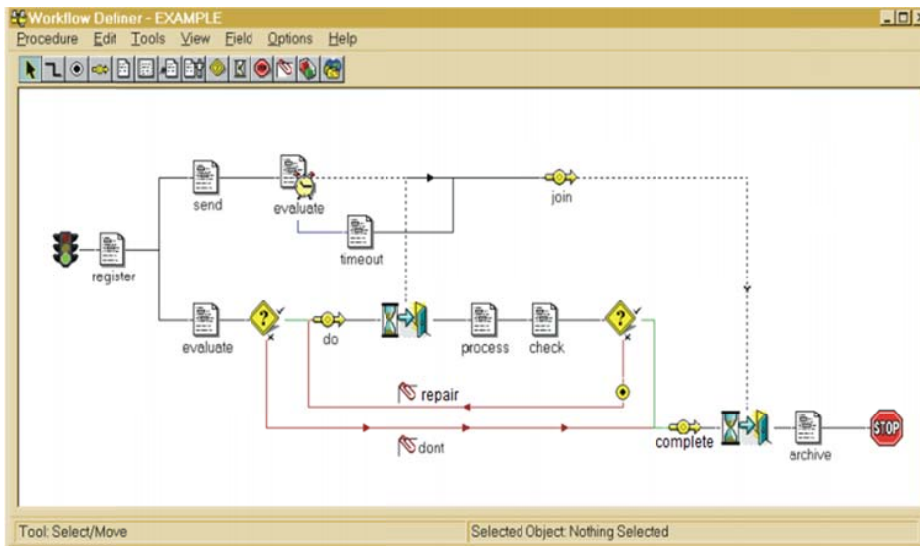 Workflow Definer - EXAMPLE
Procedure Edit Tools View Field Options Help
send
evaluate
join
timeout
register
evaluate
do
process
check
repair
dont
complete
archive
STOP
Tool: Select/Move
Selected Object: Nothing Selected